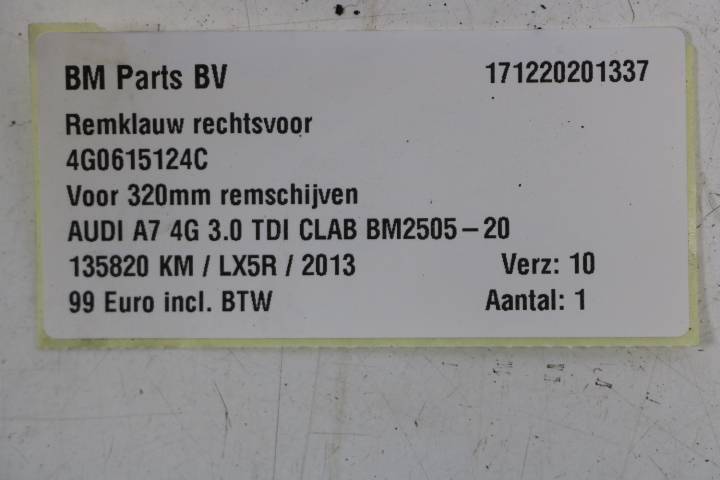 BM Parts BV 171220201337
Remklauw rechtsvoor
4G0615124C
Voor 320mm remschijven
AUDI A7 4G 3.0 TDI CLAB BM2505-20
135820 KM / LX5R / 2013 Verz: 10
99 Euro incl. BTW Aantal: 1